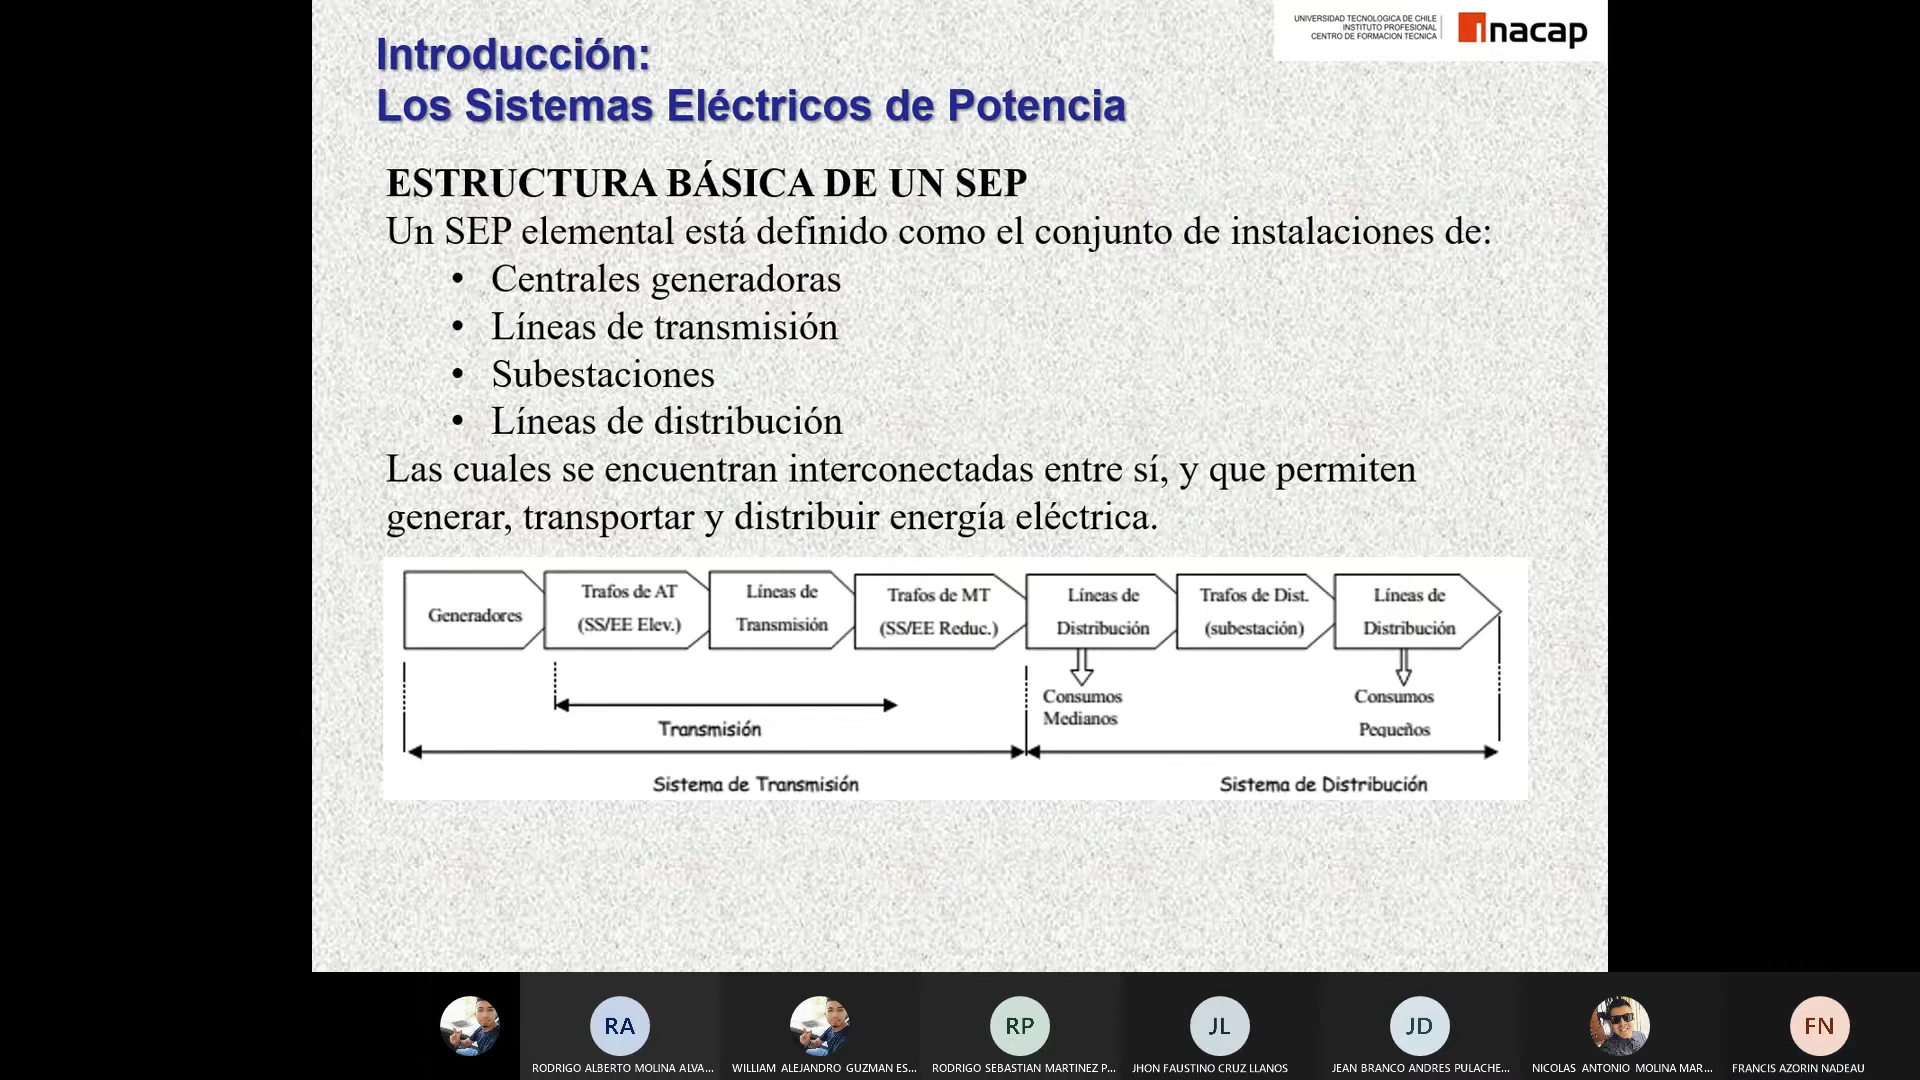 UNIVERSIDAD TECNOLOGICA DE CHILE
INSTITUTO PROFESIONAL
CENTRO DE FORMACION TECNICA
inacap
Introducción:
Los Sistemas Eléctricos de Potencia
ESTRUCTURA BÁSICA DE UN SEP
Un SEP elemental está definido como el conjunto de instalaciones de:
• Centrales generadoras
• Líneas de transmisión
• Subestaciones
• Líneas de distribución
Las cuales se encuentran interconectadas entre sí, y que permiten
generar, transportar y distribuir energía eléctrica.
Generadores
Trafos de AT
(SS/EE Elev.)
Líneas de
Transmisión
Trafos de MT
(SS/EE Reduc.)
Líneas de
Distribución
Trafos de Dist.
(subestación)
Líneas de
Distribución
Consumos
Medianos
Consumos
Pequeños
Transmisión
Sistema de Transmisión
Sistema de Distribución
RA
RP
JL
JD
FN
RODRIGO ALBERTO MOLINA ALVA...
WILLIAM ALEJANDRO GUZMAN ES...
RODRIGO SEBASTIAN MARTINEZ P...
JHON FAUSTINO CRUZ LLANOS
JEAN BRANCO ANDRES PULACHE...
NICOLAS ANTONIO MOLINA MAR...
FRANCIS AZORIN NADEAU